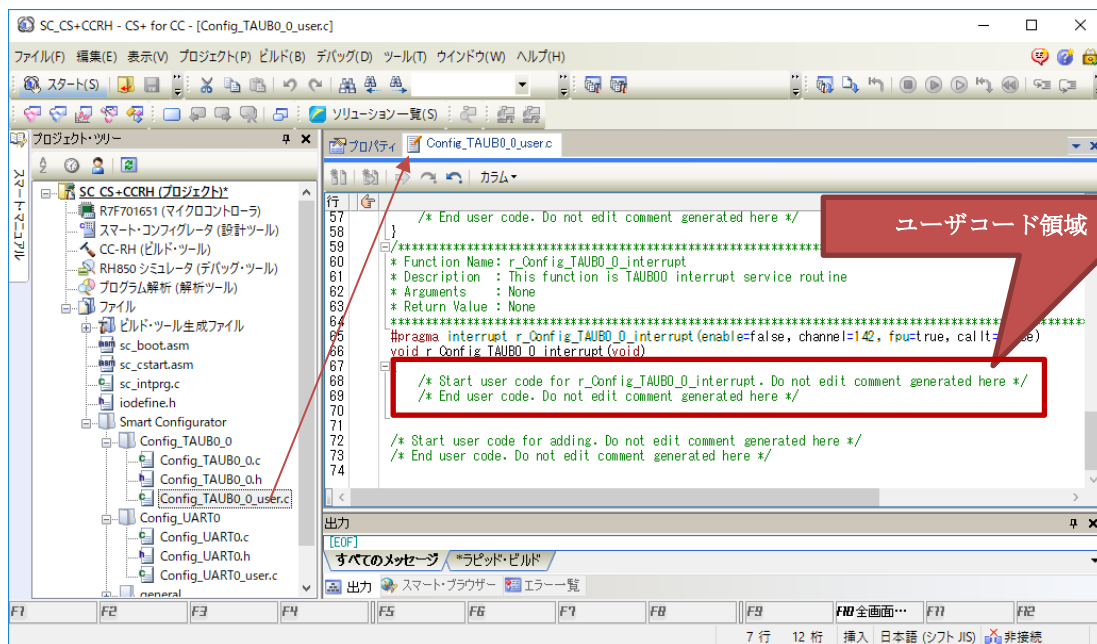 SC_CS+CCRH - CS+ for CC - [Config_TAUB0_0_user.c]
ファイル(F) 編集(E) 表示(V) プロジェクト(P) ビルド(B) デバッグ(D) ツール(T) ウインドウ(W) ヘルプ(H)
スタート(S)
ソリューション一覧(S)
プロジェクト・ツリー
プロパティ
Config_TAUB0_0_user.c
スマート・マニュアル
カラム
SC_CS+CCRH (プロジェクト)*
R7F701651 (マイクロコントローラ)
スマート・コンフィグレータ (設計ツール)
CC-RH (ビルド・ツール)
RH850 シミュレータ (デバッグ・ツール)
プログラム解析 (解析ツール)
ファイル
ビルド・ツール生成ファイル
sc_boot.asm
sc_cstart.asm
sc_intprg.c
iodefine.h
Smart Configurator
Config_TAUB0_0
Config_TAUB0_0.c
Config_TAUB0_0.h
Config_TAUB0_0_user.c
Config_UART0
Config_UART0.c
Config_UART0.h
Config_UART0_user.c
general
行
57 /* End user code. Do not edit comment generated here */
58 }
59 /******************************************************
60 * Function Name: r_Config_TAUB0_0_interrupt
61 * Description : This function is TAUB00 interrupt service routine
62 * Arguments : None
63 * Return Value : None
64 ******************************************************
65 #pragma interrupt r_Config_TAUB0_0_interrupt(enable=false, channel=142, fpu=true, callt=
66 void r_Config_TAUB0_0_interrupt(void)
67
68 /* Start user code for r_Config_TAUB0_0_interrupt. Do not edit comment generated here */
69 /* End user code. Do not edit comment generated here */
70
71
72 /* Start user code for adding. Do not edit comment generated here */
73 /* End user code. Do not edit comment generated here */
74
ユーザコード領域
出力
[EOF]
すべてのメッセージ *ラピッド・ビルド
出力 スマート・ブラウザー エラー一覧
F1 F2 F3 F4 F5 F6 F7 F8 F9 F10 全画面… F11 F12
7 行 12 桁 挿入 日本語 (シフト JIS) 非接続